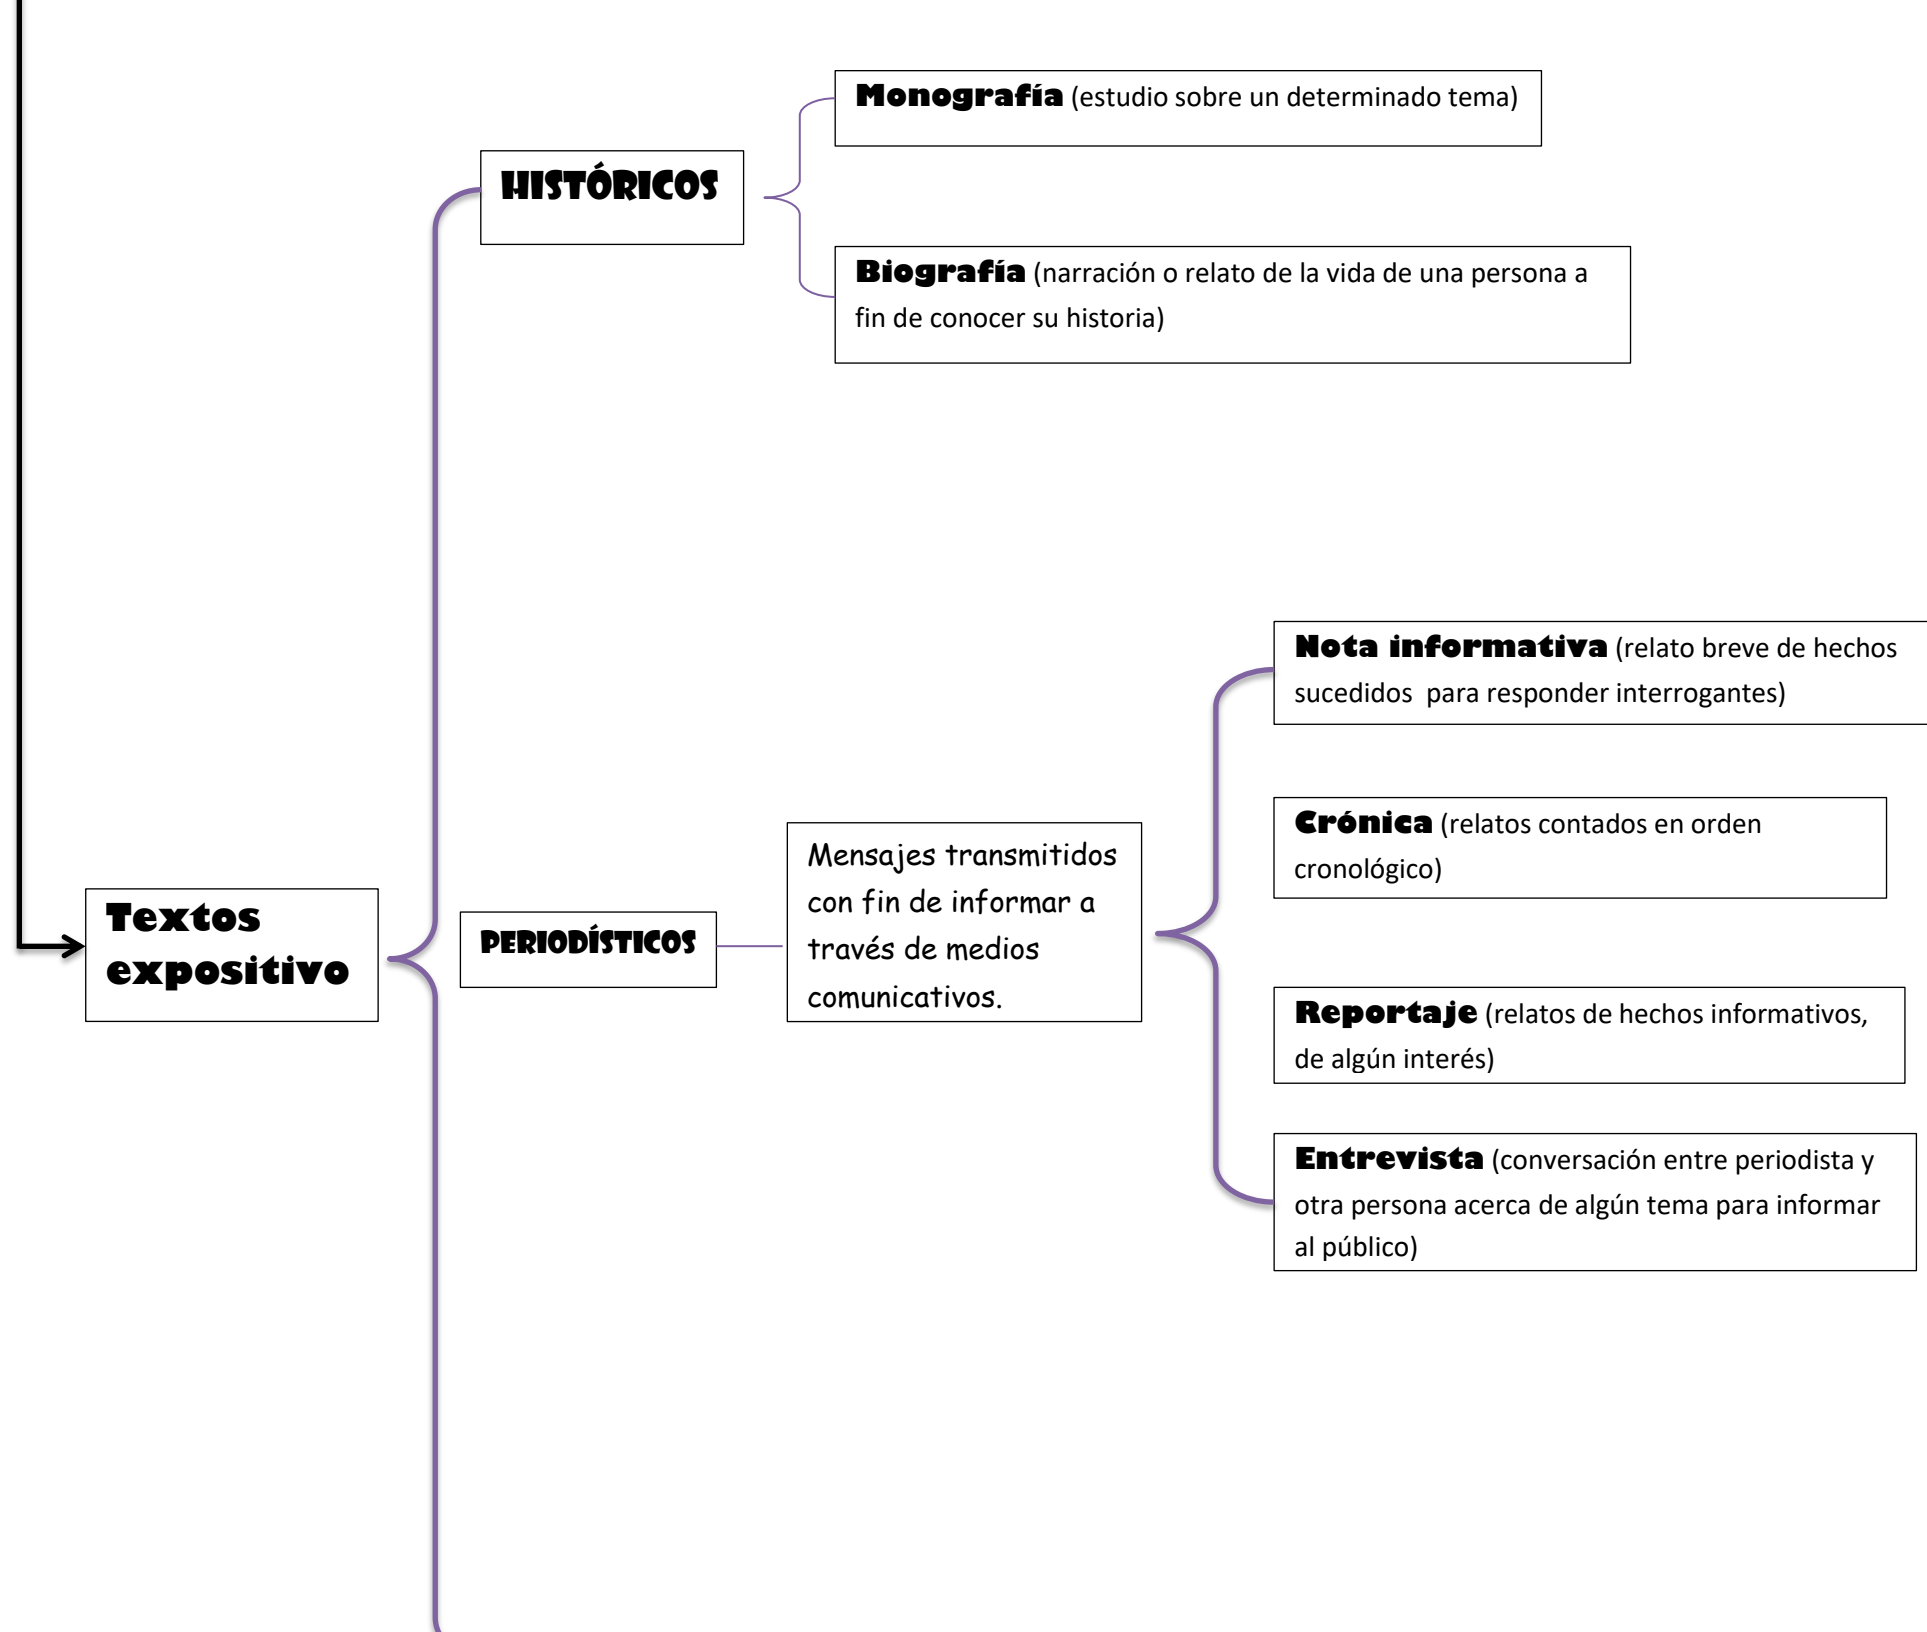 Monografía (estudio sobre un determinado tema)
HISTÓRICOS
Biografía (narración o relato de la vida de una persona a
fin de conocer su historia)
Nota informativa (relato breve de hechos
sucedidos  para responder interrogantes)
Crónica (relatos contados en orden
cronológico)
Textos
expositivo
PERIODÍSTICOS
Mensajes transmitidos
con fin de informar a
través de medios
comunicativos.
Reportaje (relatos de hechos informativos,
de algún interés)
Entrevista (conversación entre periodista y
otra persona acerca de algún tema para informar
al público)